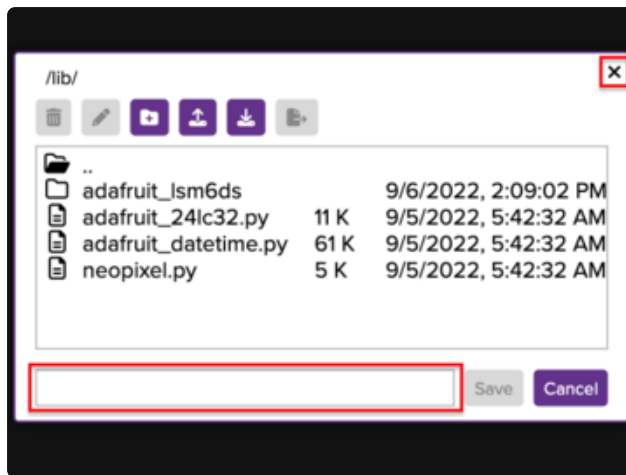 /lib/
..
adafruit_lsm6ds 9/6/2022, 2:09:02 PM
adafruit_24lc32.py 11 K 9/5/2022, 5:42:32 AM
adafruit_datetime.py 61 K 9/5/2022, 5:42:32 AM
neopixel.py 5 K 9/5/2022, 5:42:32 AM
Save Cancel